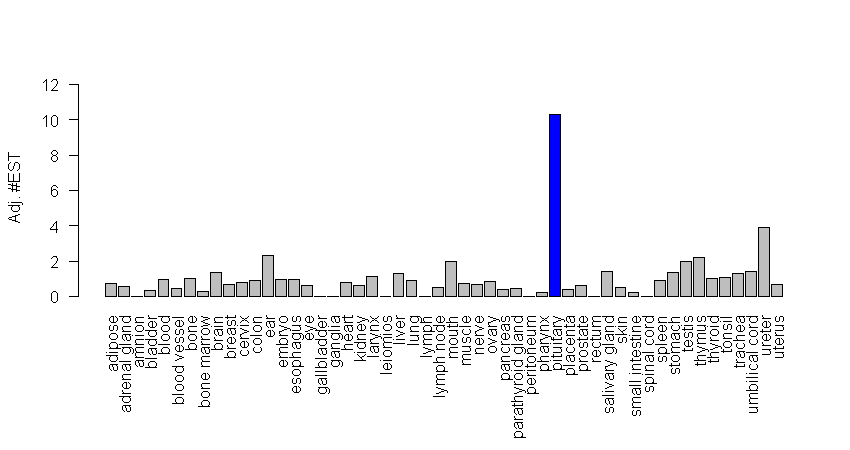 Adj. #EST
12
10
8
6
4
2
0
adipose
adrenal gland
amnion
bladder
blood
blood vessel
bone
bone marrow
brain
breast
cervix
colon
ear
embryo
esophagus
eye
gallbladder
ganglia
heart
kidney
larynx
leiomios
liver
lung
lymph
lymph node
mouth
muscle
nerve
ovary
pancreas
parathyroid gland
peritoneum
pharynx
pituitary
placenta
prostate
rectum
salivary gland
skin
small intestine
spinal cord
spleen
stomach
testis
thymus
thyroid
tonsil
trachea
umbilical cord
ureter
uterus